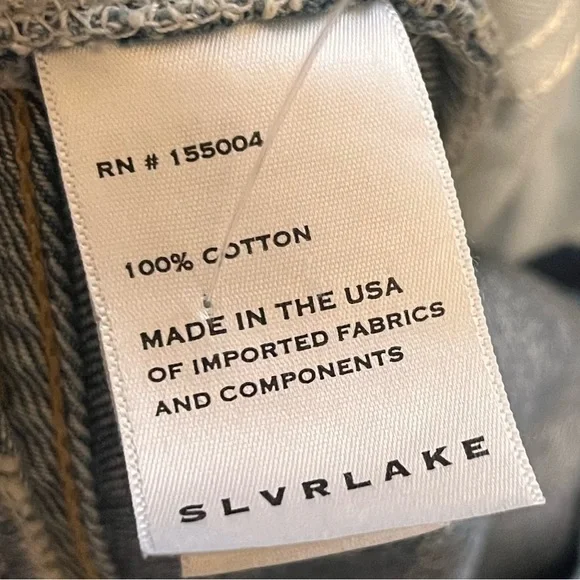 RN # 155004
100% COTTON
MADE IN THE USA
OF IMPORTED FABRICS
AND COMPONENTS
SLVRLAKE